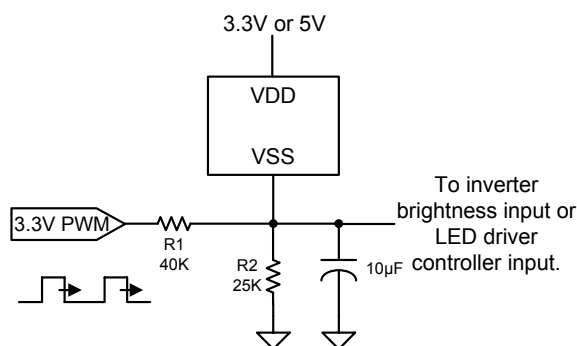 3.3V or 5V
VDD
VSS
3.3V PWM
R1
40K
R2
25K
10µF
To inverter
brightness input or
LED driver
controller input.